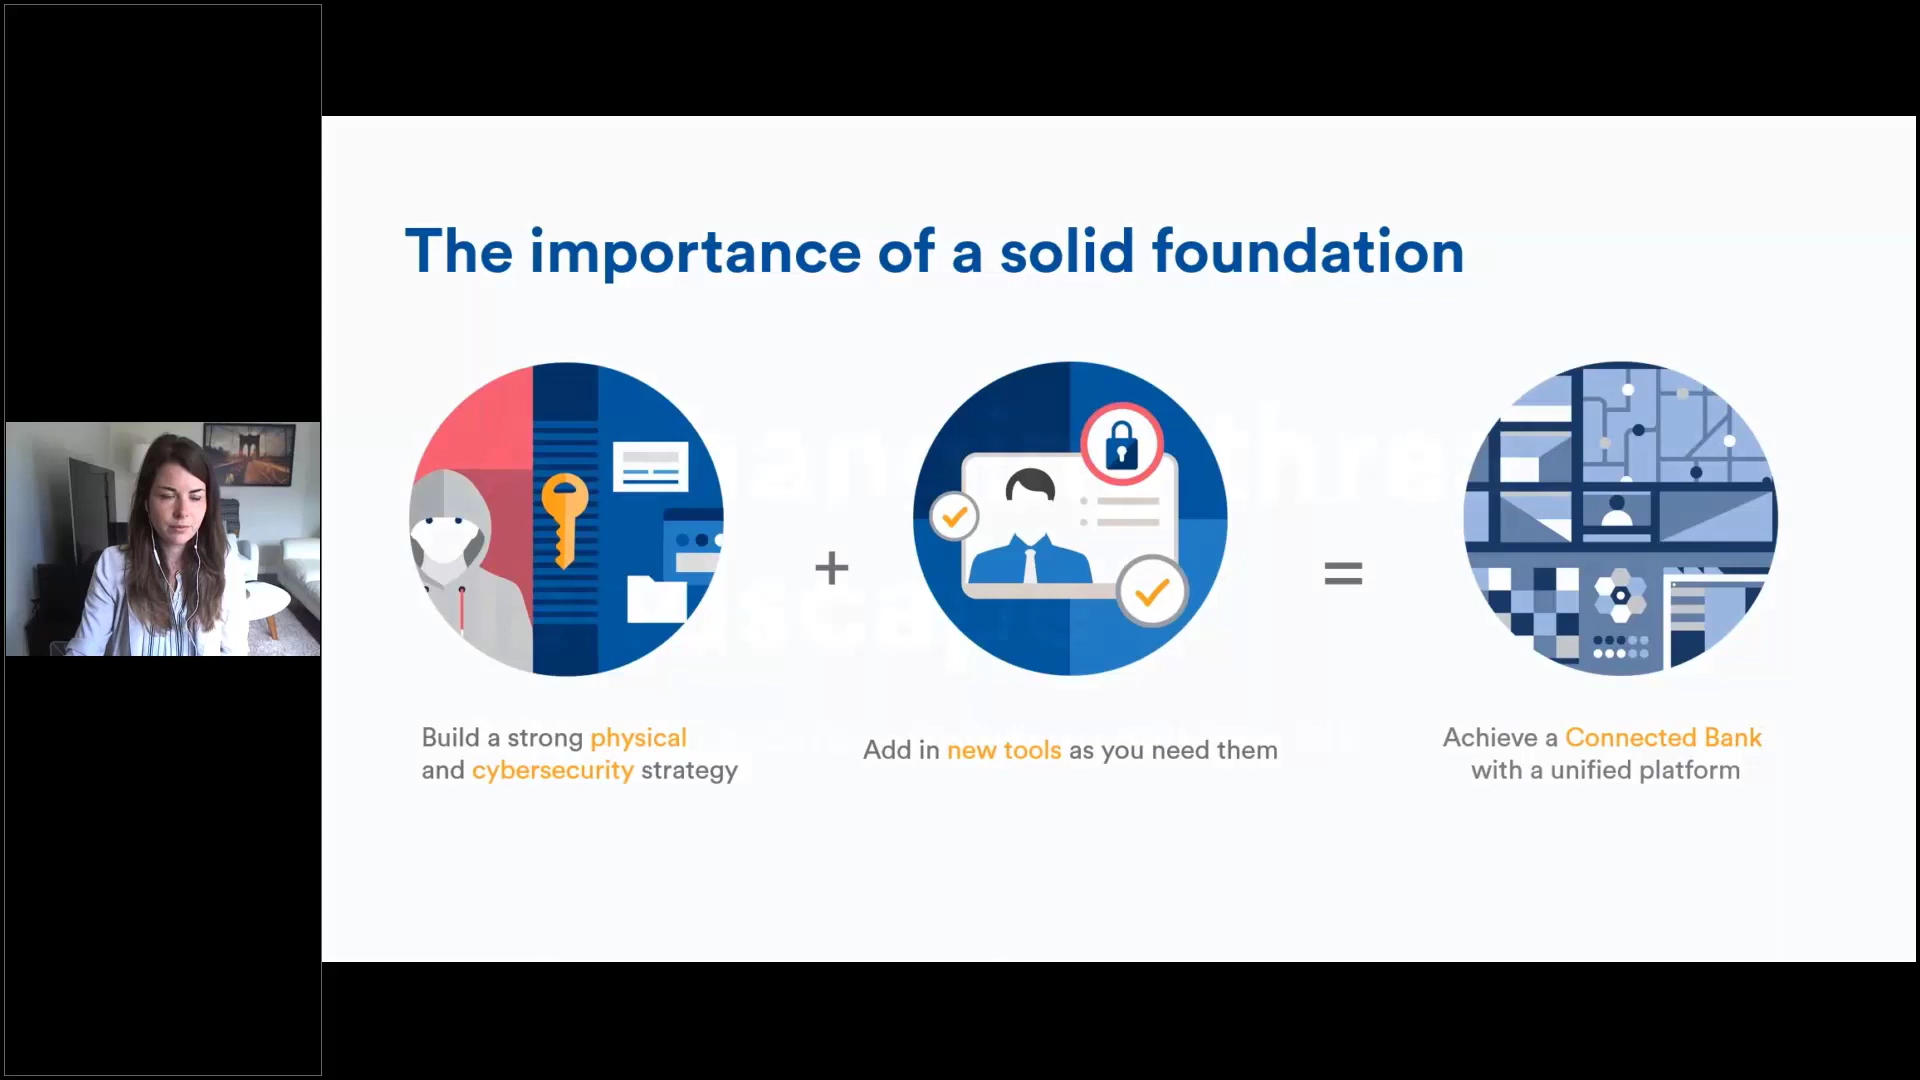 The importance of a solid foundation
+
=
Build a strong physical
and cybersecurity strategy
Add in new tools as you need them
Achieve a Connected Bank
with a unified platform